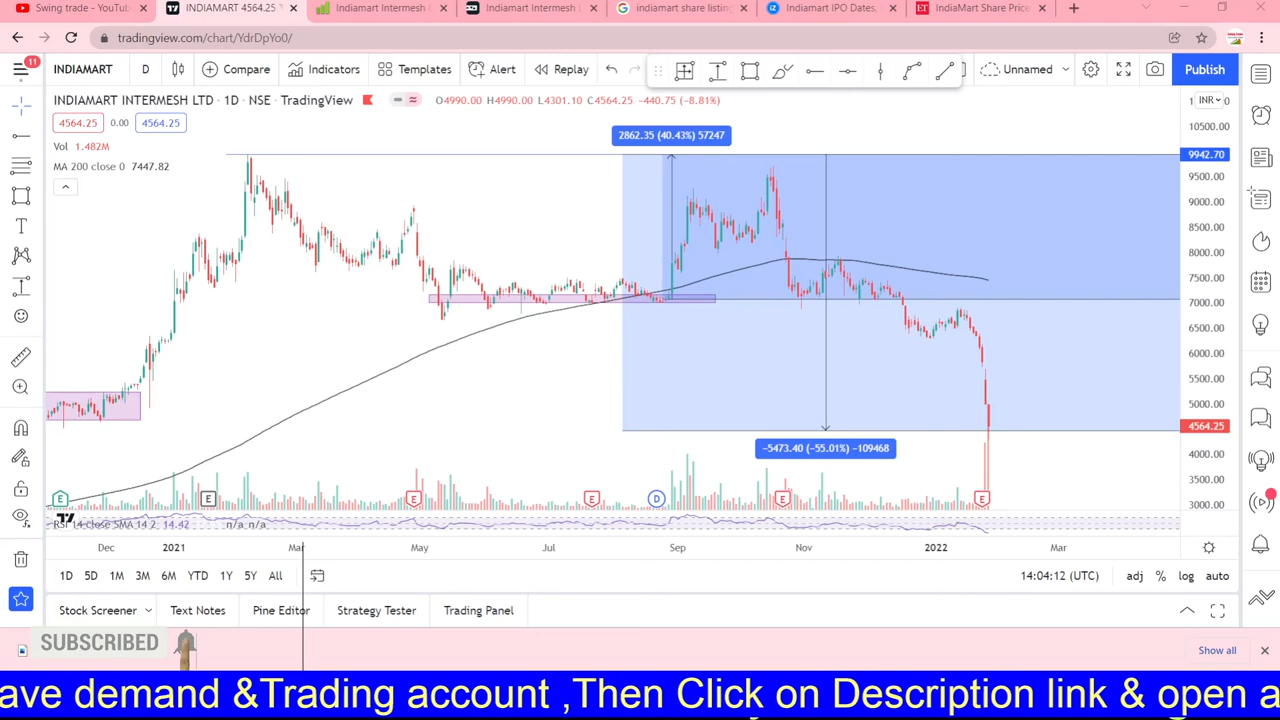 Swing trade - YouTu
INDIAMART 4564.25
Indiamart Intermesh Ltd
Indiamart Intermesh L
indiamart share listing
Indiamart IPO Dates,
IndiaMart Share Price
tradingview.com/chart/YdrDpYo0/
11
INDIAMART D Compare Indicators Templates Alert Replay Unnamed Publish
INDIAMART INTERMESH LTD · 1D · NSE · TradingView O4990.00 H4990.00 L4301.10 C4564.25 -440.75 (-8.81%)
INR
4564.25 0.00 4564.25
Vol 1.482M
MA 200 close 0 7447.82
2862.35 (40.43%) 57247
10500.00
9942.70
9500.00
9000.00
8500.00
8000.00
7500.00
7000.00
6500.00
6000.00
5500.00
5000.00
4564.25
4000.00
3500.00
3000.00
−5473.40 (−55.01%) −109468
E E E E D E E
RSI 14 close SMA 14 2 14.42 n/a n/a
Dec 2021 Mar May Jul Sep Nov 2022 Mar
1D 5D 1M 3M 6M YTD 1Y 5Y All
14:04:12 (UTC) adj % log auto
Stock Screener Text Notes Pine Editor Strategy Tester Trading Panel
SUBSCRIBED
Show all
ave demand &Trading account ,Then Click on Description link & open a